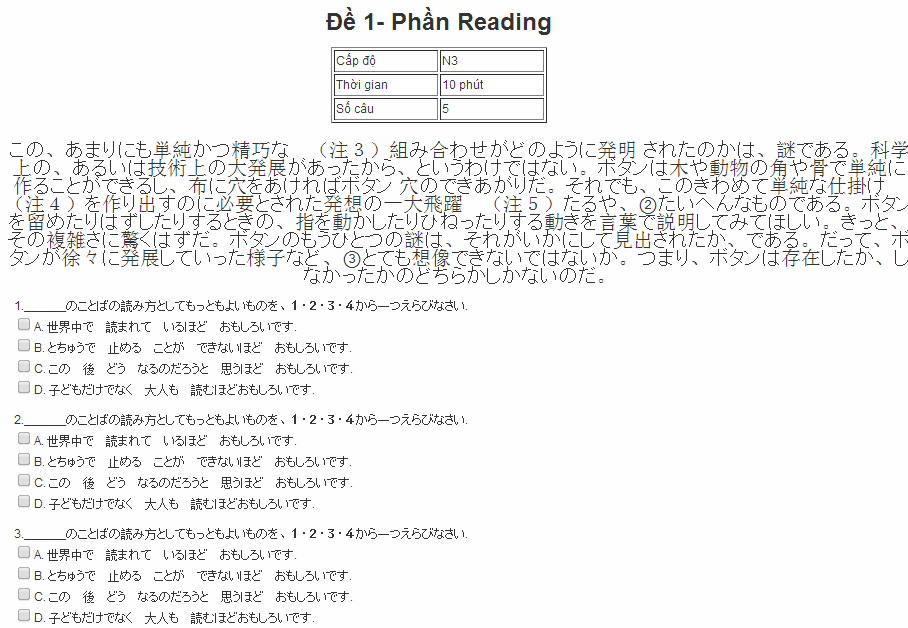 Đề 1- Phần Reading
Cấp độ N3
Thời gian 10 phút
Số câu 5
この、あまりにも単純かつ精巧な （注３）組み合わせがどのように発明 されたのかは、謎である。科学
上の、あるいは技術上の大発展があったから、というわけではない。ボタンは木や動物の角や骨で単純に
作ることができるし、布に穴をあければボタン 穴のできあがりだ。それでも、このきわめて単純な仕掛け
（注４）を作り出すのに必要とされた発想の一大飛躍 （注５）たるや、②たいへんなものである。ボタン
を留めたりはずしたりするときの、 指を動かしたりひねったりする動きを言葉で説明してみてほしい。きっと、
その複雑さに驚くはずだ。ボタンのもうひとつの謎は、それがいかにして見出されたか、である。だって、ボ
タンが徐々に発展していった様子など、③とても想像できないではないか。つまり、ボタンは存在したか、し
なかったかのどちらかしかないのだ。
1.______のことばの読み方としてもっともよいものを、1・2・3・4から一つえらびなさい.
A. 世界中で 読まれて いるほど おもしろいです.
B. とちゅうで 止める ことが できないほど おもしろいです.
C. この 後 どう なるのだろうと 思うほど おもしろいです.
D. 子どもだけでなく 大人も 読むほどおもしろいです.
2.______のことばの読み方としてもっともよいものを、1・2・3・4から一つえらびなさい.
A. 世界中で 読まれて いるほど おもしろいです.
B. とちゅうで 止める ことが できないほど おもしろいです.
C. この 後 どう なるのだろうと 思うほど おもしろいです.
D. 子どもだけでなく 大人も 読むほどおもしろいです.
3.______のことばの読み方としてもっともよいものを、1・2・3・4から一つえらびなさい.
A. 世界中で 読まれて いるほど おもしろいです.
B. とちゅうで 止める ことが できないほど おもしろいです.
C. この 後 どう なるのだろうと 思うほど おもしろいです.
D. 子どもだけでなく 大人も 読むほどおもしろいです.